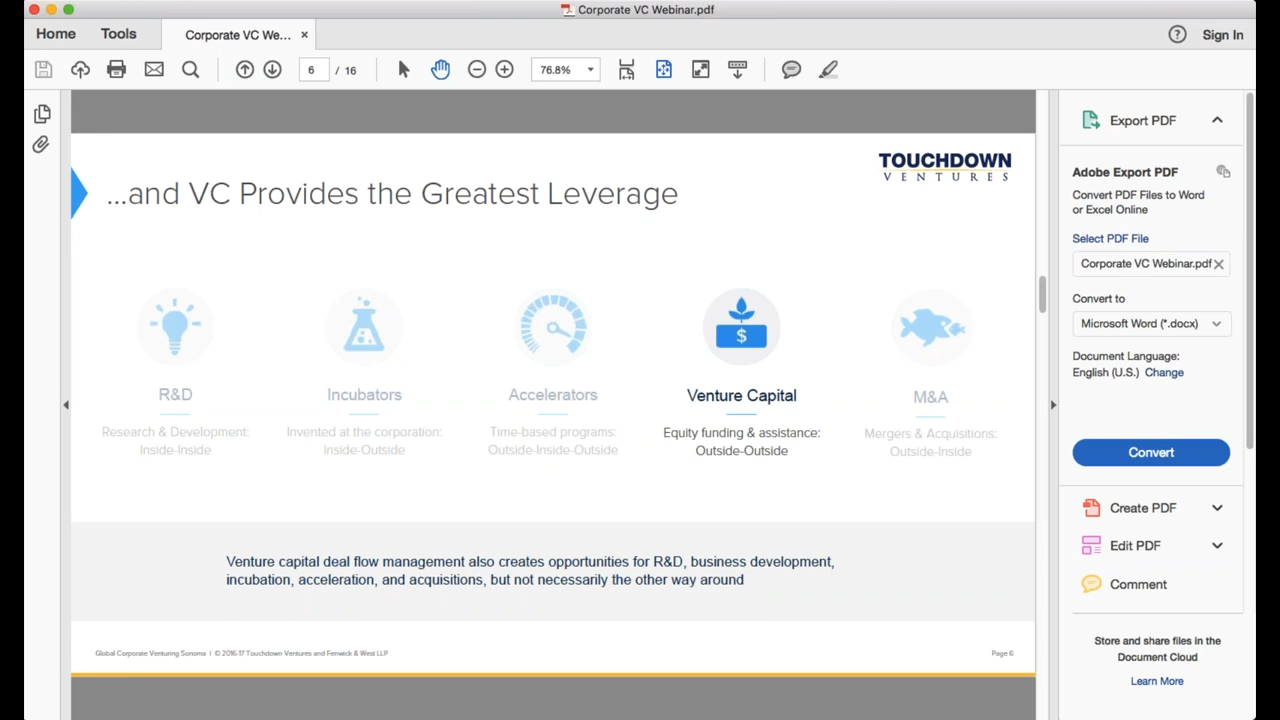 Corporate VC Webinar.pdf
Home
Tools
Corporate VC We...
Sign In
6 / 16
76.8%
Export PDF
Adobe Export PDF
Convert PDF Files to Word
or Excel Online
Select PDF File
Corporate VC Webinar.pdf
Convert to
Microsoft Word (*.docx)
Document Language:
English (U.S.) Change
Convert
Create PDF
Edit PDF
Comment
Store and share files in the
Document Cloud
Learn More
TOUCHDOWN
VENTURES
...and VC Provides the Greatest Leverage
R&D
Research & Development:
Inside-Inside
Incubators
Invented at the corporation:
Inside-Outside
Accelerators
Time-based programs:
Outside-Inside-Outside
$
Venture Capital
Equity funding & assistance:
Outside-Outside
M&A
Mergers & Acquisitions:
Outside-Inside
Venture capital deal flow management also creates opportunities for R&D, business development,
incubation, acceleration, and acquisitions, but not necessarily the other way around
Global Corporate Venturing Sonoma | © 2016-17 Touchdown Ventures and Fenwick & West LLP
Page 6